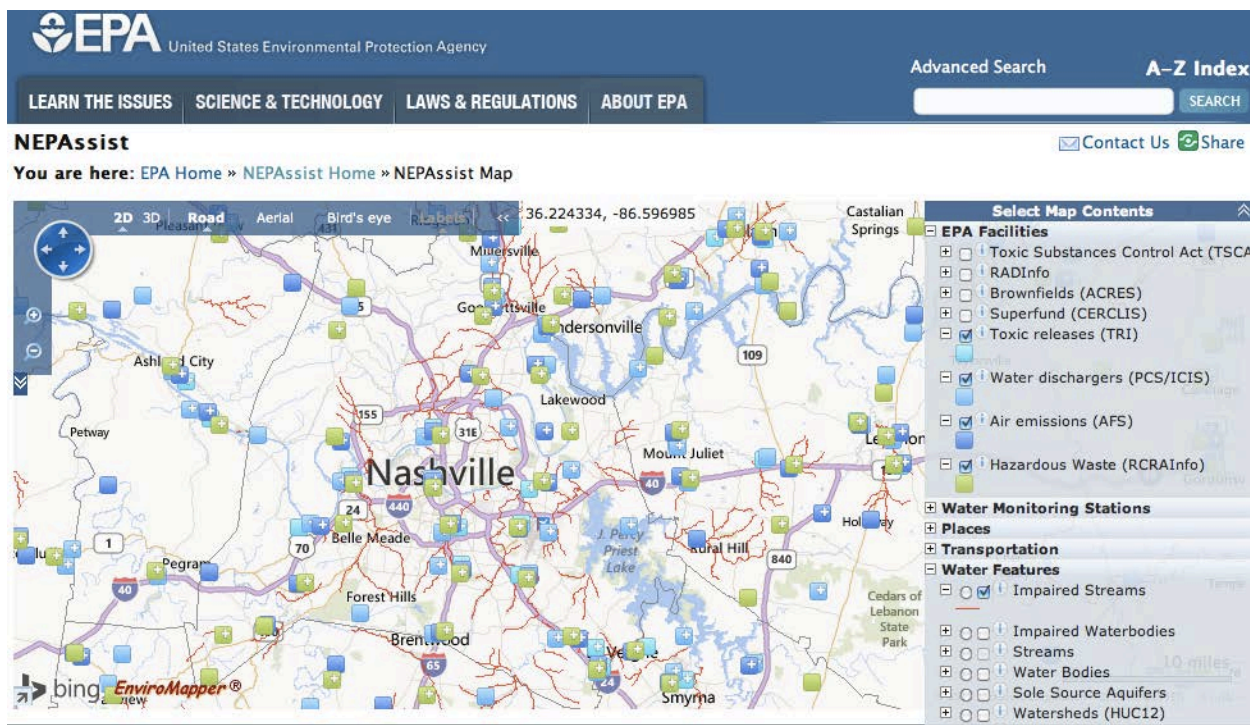 EPA United States Environmental Protection Agency
Advanced Search A-Z Index
LEARN THE ISSUES SCIENCE & TECHNOLOGY LAWS & REGULATIONS ABOUT EPA SEARCH
NEPAssist
Contact Us Share
You are here: EPA Home » NEPAssist Home » NEPAssist Map
2D 3D Road Aerial Bird's eye Labels << 36.224334, -86.596985
Castalian
Springs
Millersville
Ashland City
109
Lakewood
155
31E
Petway
Nashville
Mount Juliet
40
24
440
1
Belle Meade
70
J. Percy
Priest
Lake
Rural Hill
840
Pegram
40
Forest Hills
Cedars of
Lebanon
State
Park
Brentwood
65
24
Smyrna
bing EnviroMapper®
Select Map Contents
EPA Facilities
Toxic Substances Control Act (TSCA
RADInfo
Brownfields (ACRES)
Superfund (CERCLIS)
Toxic releases (TRI)
Water dischargers (PCS/ICIS)
Air emissions (AFS)
Hazardous Waste (RCRAInfo)
Water Monitoring Stations
Places
Transportation
Water Features
Impaired Streams
Impaired Waterbodies
Streams
Water Bodies
10 miles
Sole Source Aquifers
Watersheds (HUC12)